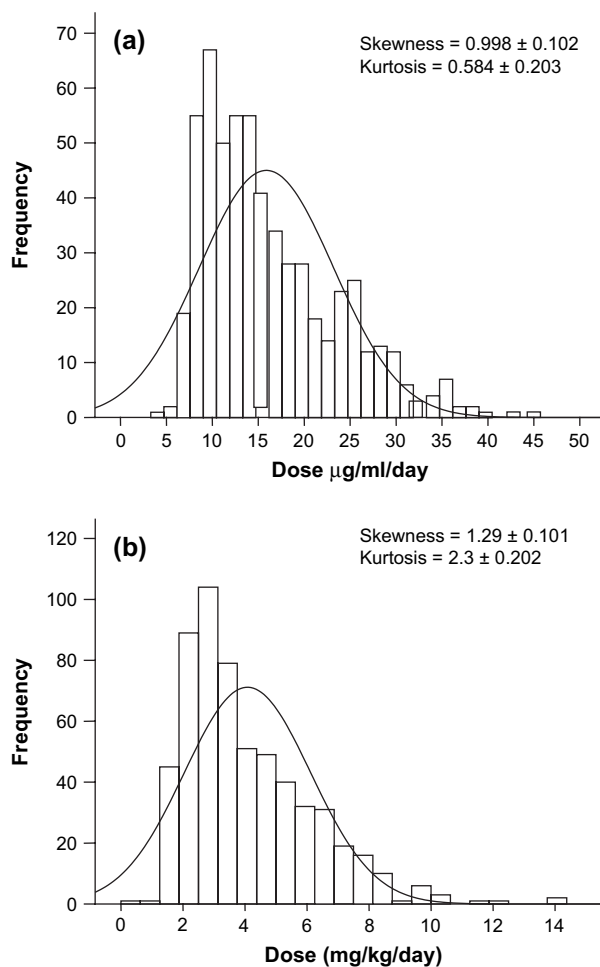 (a)
Skewness = 0.998 ± 0.102
Kurtosis = 0.584 ± 0.203
Frequency
70
60
50
40
30
20
10
0
0 5 10 15 20 25 30 35 40 45 50
Dose µg/ml/day
(b)
Skewness = 1.29 ± 0.101
Kurtosis = 2.3 ± 0.202
Frequency
120
100
80
60
40
20
0
0 2 4 6 8 10 12 14
Dose (mg/kg/day)